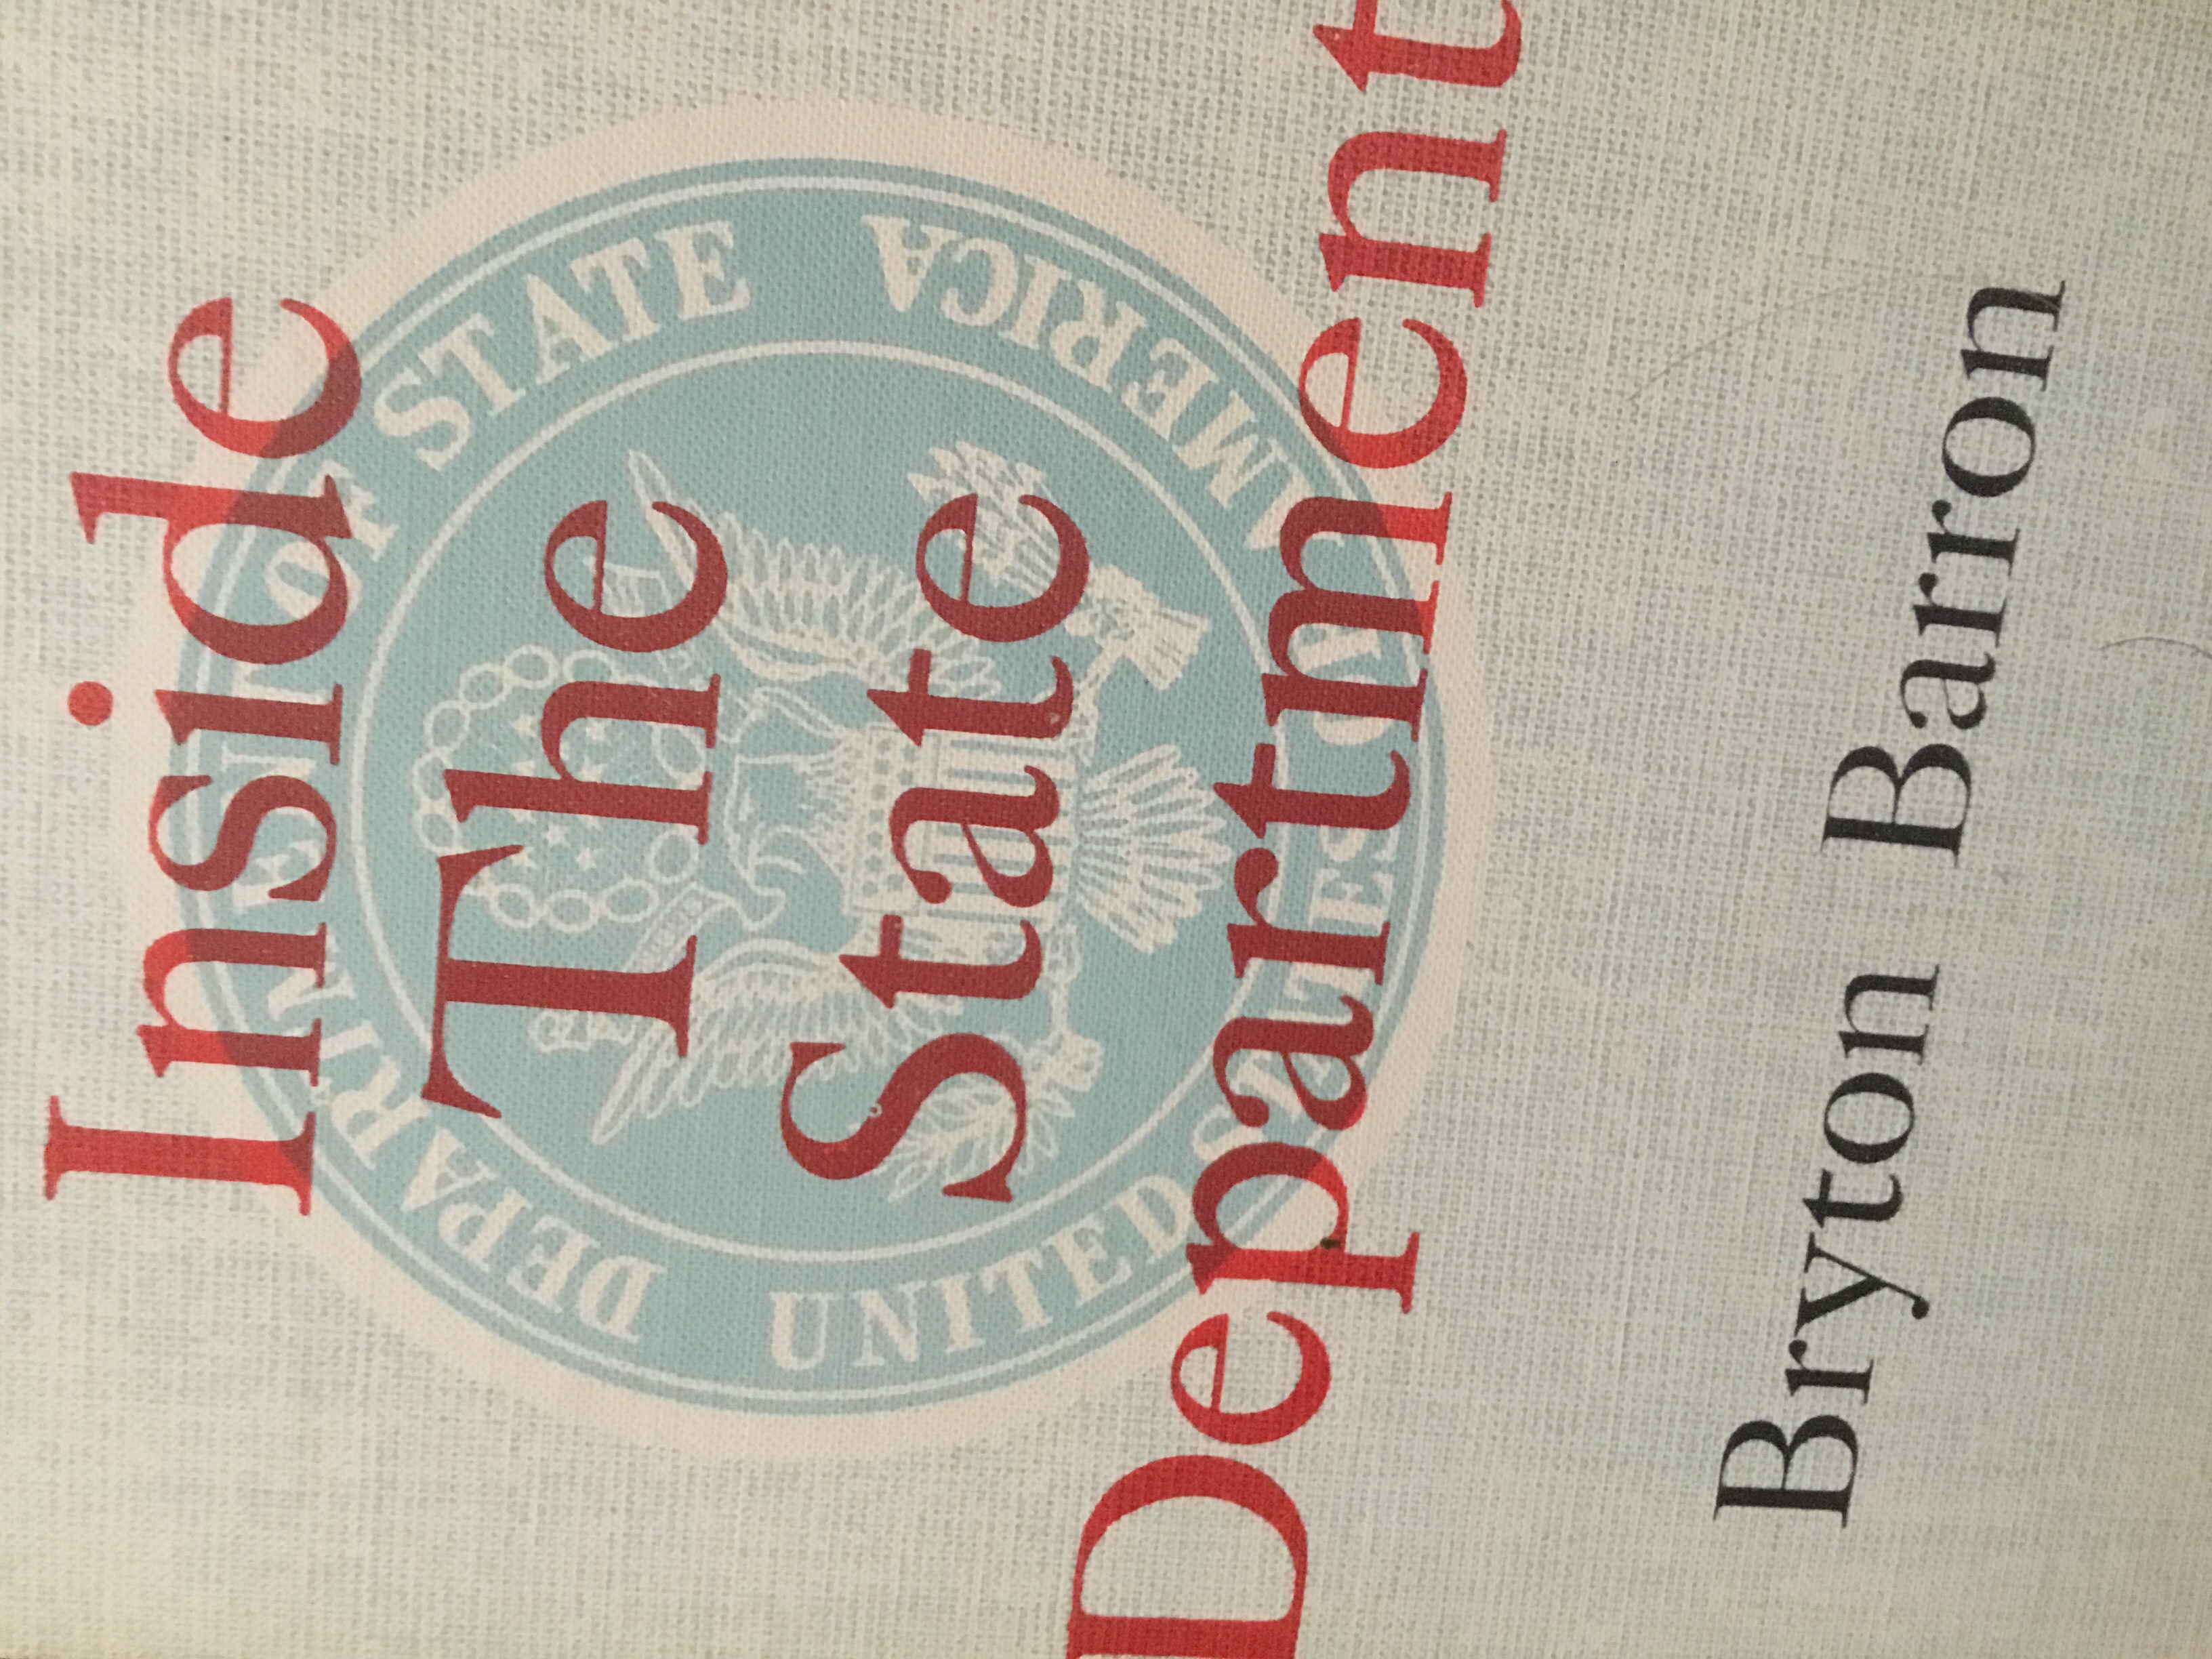 Inside
The
State
Department
Bryton Barron
DEPARTMENT OF STATE
UNITED STATES OF AMERICA